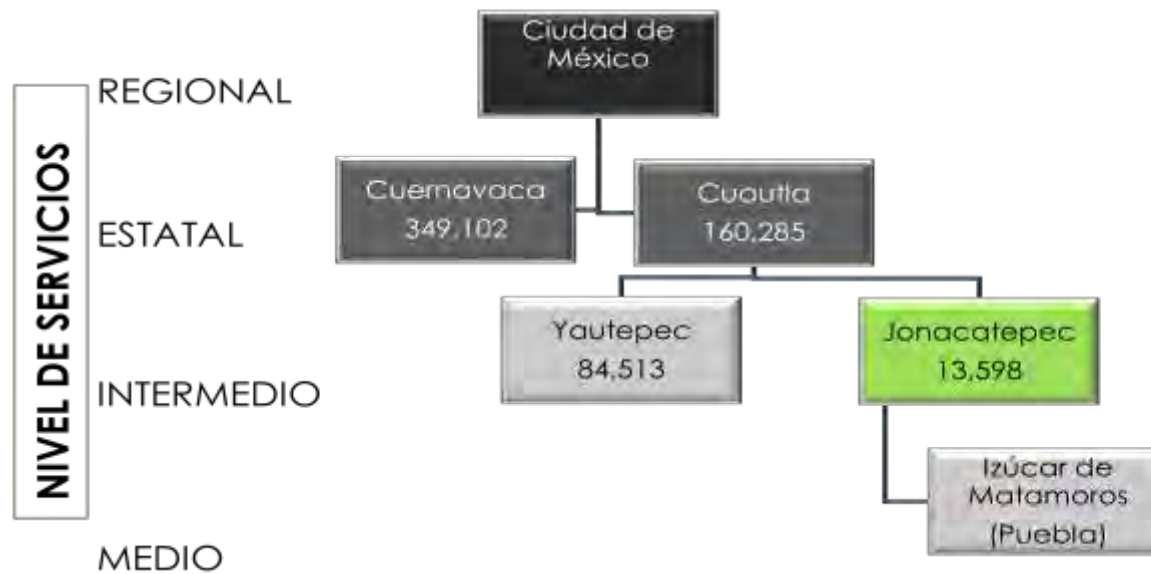 NIVEL DE SERVICIOS
REGIONAL
ESTATAL
INTERMEDIO
MEDIO
Ciudad de
México
Cuernavaca
349,102
Cuautla
160,285
Yautepec
84,513
Jonacatepec
13,598
Izúcar de
Matamoros
(Puebla)